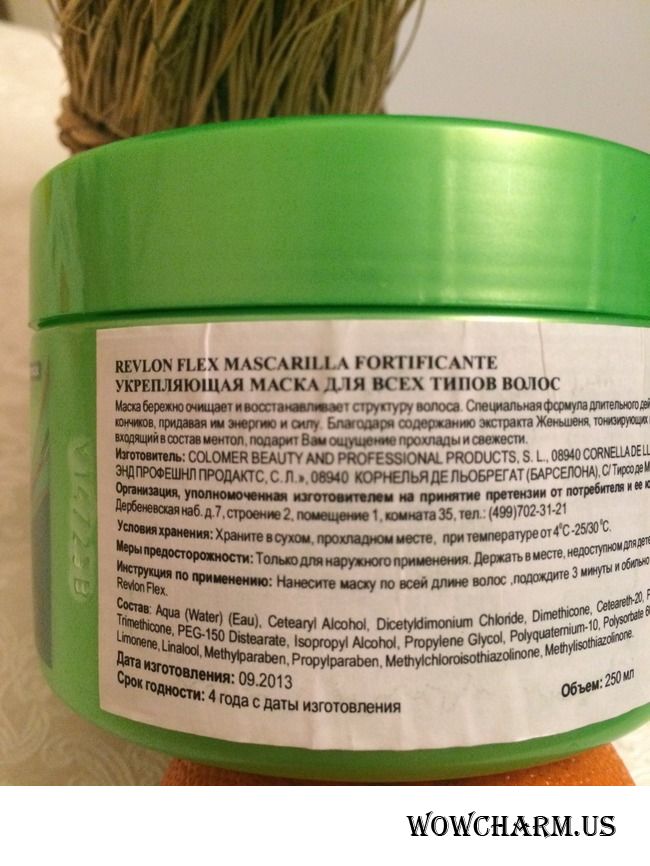 REVLON FLEX MASCARILLA FORTIFICANTE
УКРЕПЛЯЮЩАЯ МАСКА ДЛЯ ВСЕХ ТИПОВ ВОЛОС
Маска бережно очищает и восстанавливает структуру волоса. Специальная формула длительного дей
кончиков, придавая им энергию и силу. Благодаря содержанию экстракта Женьшеня, тонизирующих
входящий в состав ментол, подарит Вам ощущение прохлады и свежести.
Изготовитель: COLOMER BEAUTY AND PROFESSIONAL PRODUCTS, S. L., 08940 CORNELLA DE LL
ЭНД ПРОФЕШНЛ ПРОДАКТС, С. Л.», 08940 КОРНЕЛЬЯ ДЕ ЛЬОБРЕГАТ (БАРСЕЛОНА), С/ Тирсо де М
Организация, уполномоченная изготовителем на принятие претензии от потребителя и ее ю
Дербеневская наб. д.7, строение 2, помещение 1, комната 35, тел.: (499)702-31-21
Условия хранения: Храните в сухом, прохладном месте, при температуре от 4°C -25/30°C.
Меры предосторожности: Только для наружного применения. Держать в месте, недоступном для дете
Инструкция по применению: Нанесите маску по всей длине волос ,подождите 3 минуты и обильно
Revlon Flex.
Состав: Aqua (Water) (Eau), Cetearyl Alcohol, Dicetyldimonium Chloride, Dimethicone, Ceteareth-20, P
Trimethicone, PEG-150 Distearate, Isopropyl Alcohol, Propylene Glycol, Polyquaternium-10, Polysorbate 6
Limonene, Linalool, Methylparaben, Propylparaben, Methylchloroisothiazolinone, Methylisothiazolinone.
Дата изготовления: 09.2013
Срок годности: 4 года с даты изготовления
Объем: 250 мл
WOWCHARM.US